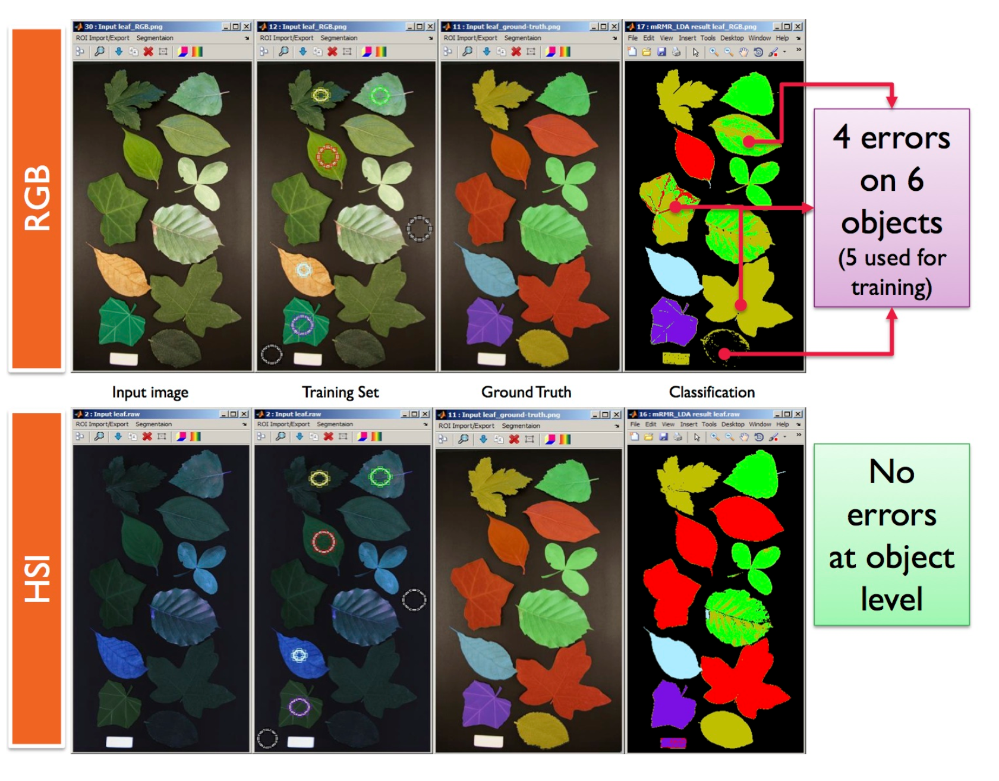 RGB
30 : Input leaf_RGB.png
ROI Import/Export Segmentaion
12 : Input leaf_RGB.png
ROI Import/Export Segmentaion
11 : Input leaf_ground-truth.png
ROI Import/Export Segmentaion
17 : mRMR_LDA result leaf_RGB.png
File Edit View Insert Tools Desktop Window Help
4 errors
on 6
objects
(5 used for
training)
Input image
Training Set
Ground Truth
Classification
HSI
2 : Input leaf.raw
ROI Import/Export Segmentaion
2 : Input leaf.raw
ROI Import/Export Segmentaion
11 : Input leaf_ground-truth.png
ROI Import/Export Segmentaion
16 : mRMR_LDA result leaf.raw
File Edit View Insert Tools Desktop Window Help
No
errors
at object
level